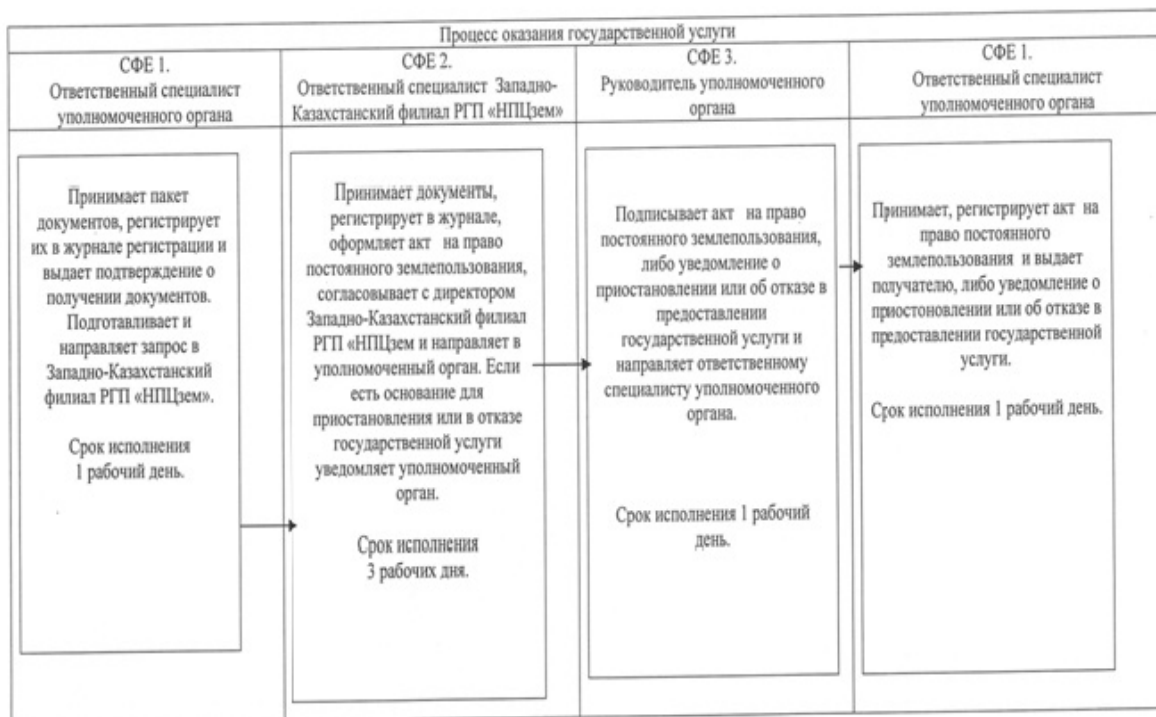 Процесс оказания государственной услуги
СФЕ 1.
Ответственный специалист
уполномоченного органа
СФЕ 2.
Ответственный специалист Западно-
Казахстанский филиал РГП «НПЦзем»
СФЕ 3.
Руководитель уполномоченного
органа
СФЕ 1.
Ответственный специалист
уполномоченного органа
Принимает пакет
документов, регистрирует
их в журнале регистрации и
выдает подтверждение о
получении документов.
Подготавливает и
направляет запрос в
Западно-Казахстанский
филиал РГП «НПЦзем».
Срок исполнения
1 рабочий день.
Принимает документы,
регистрирует в журнале,
оформляет акт на право
постоянного землепользования,
согласовывает с директором
Западно-Казахстанский филиал
РГП «НПЦзем и направляет в
уполномоченный орган. Если
есть основание для
приостановления или в отказе
государственной услуги
уведомляет уполномоченный
орган.
Срок исполнения
3 рабочих дня.
Подписывает акт на право
постоянного землепользования,
либо уведомление о
приостановлении или об отказе в
предоставлении
государственной услуги и
направляет ответственному
специалисту уполномоченного
органа.
Срок исполнения 1 рабочий
день.
Принимает, регистрирует акт на
право постоянного
землепользования и выдает
получателю, либо уведомление о
приостоновлении или об отказе в
предоставлении государственной
услуги.
Срок исполнения 1 рабочий день.